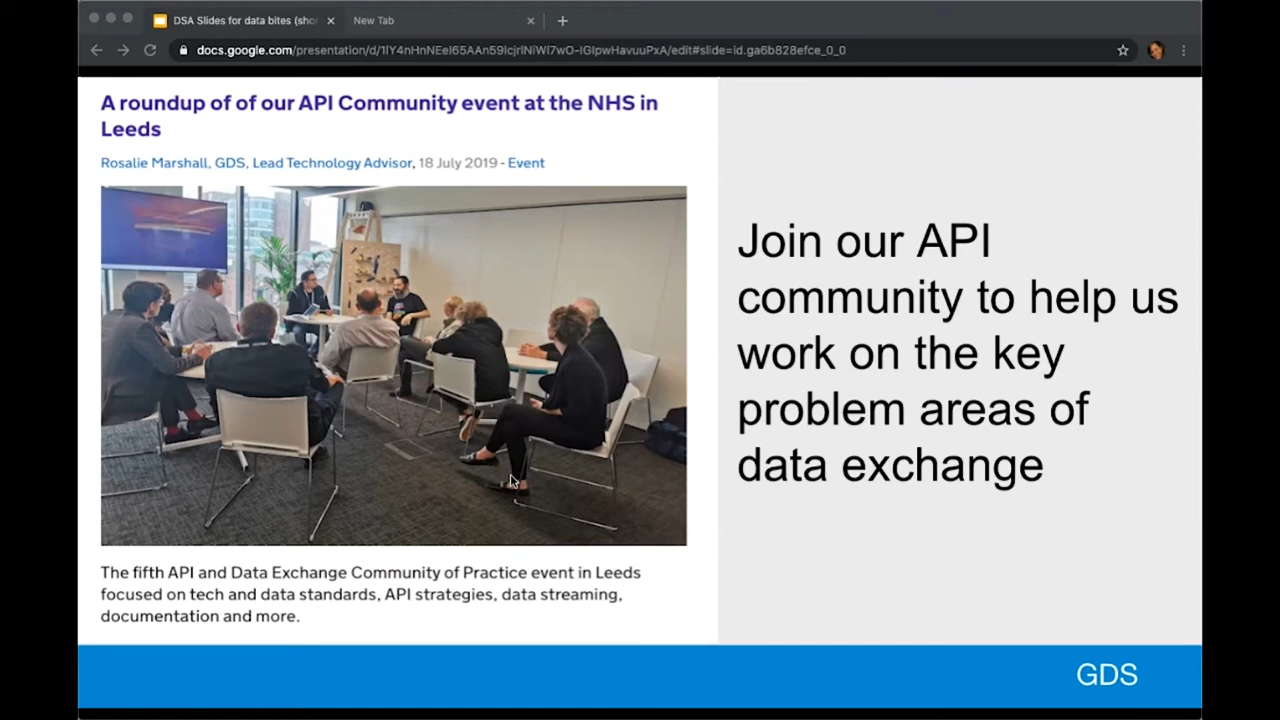 DSA Slides for data bites (shor
New Tab
docs.google.com/presentation/d/1lY4nHnNEeI65AAn59lcjrlNiWl7wO-IGIpwHavuuPxA/edit#slide=id.ga6b828efce_0_0
A roundup of of our API Community event at the NHS in
Leeds
Rosalie Marshall, GDS, Lead Technology Advisor, 18 July 2019 - Event
The fifth API and Data Exchange Community of Practice event in Leeds
focused on tech and data standards, API strategies, data streaming,
documentation and more.
Join our API
community to help us
work on the key
problem areas of
data exchange
GDS